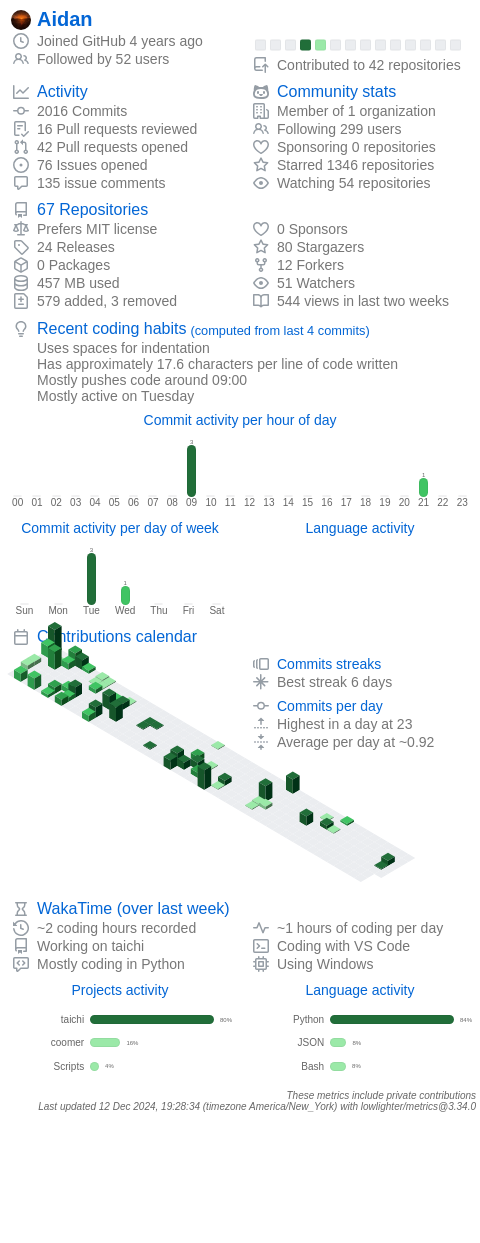 Aidan
Joined GitHub 4 years ago
Followed by 52 users
Contributed to 42 repositories
Activity
2016 Commits
16 Pull requests reviewed
42 Pull requests opened
76 Issues opened
135 issue comments
Community stats
Member of 1 organization
Following 299 users
Sponsoring 0 repositories
Starred 1346 repositories
Watching 54 repositories
67 Repositories
Prefers MIT license
24 Releases
0 Packages
457 MB used
579 added, 3 removed
0 Sponsors
80 Stargazers
12 Forkers
51 Watchers
544 views in last two weeks
Recent coding habits (computed from last 4 commits)
Uses spaces for indentation
Has approximately 17.6 characters per line of code written
Mostly pushes code around 09:00
Mostly active on Tuesday
Commit activity per hour of day
3
1
00 01 02 03 04 05 06 07 08 09 10 11 12 13 14 15 16 17 18 19 20 21 22 23
Commit activity per day of week
3
1
Sun Mon Tue Wed Thu Fri Sat
Language activity
Contributions calendar
Commits streaks
Best streak 6 days
Commits per day
Highest in a day at 23
Average per day at ~0.92
WakaTime (over last week)
~2 coding hours recorded
Working on taichi
Mostly coding in Python
~1 hours of coding per day
Coding with VS Code
Using Windows
Projects activity
taichi 80%
coomer 16%
Scripts 4%
Language activity
Python 84%
JSON 8%
Bash 8%
These metrics include private contributions
Last updated 12 Dec 2024, 19:28:34 (timezone America/New_York) with lowlighter/metrics@3.34.0